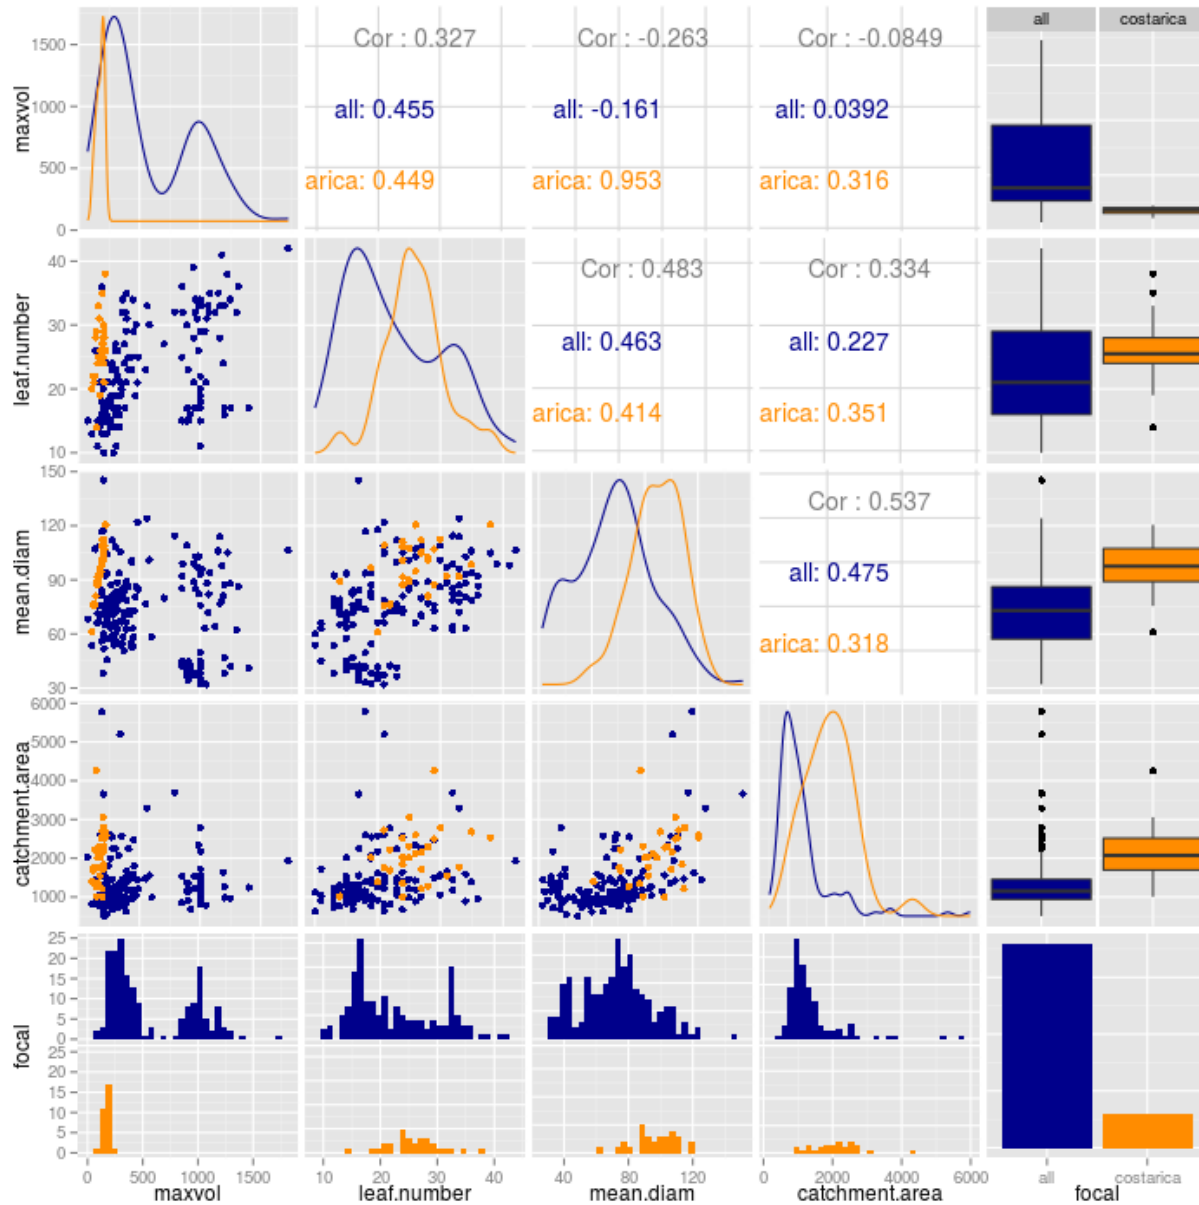 all costarica
maxvol
1500
1000
500
0
Cor : 0.327
all: 0.455
arica: 0.449
Cor : -0.263
all: -0.161
arica: 0.953
Cor : -0.0849
all: 0.0392
arica: 0.316
leaf.number
40
30
20
10
Cor : 0.483
all: 0.463
arica: 0.414
Cor : 0.334
all: 0.227
arica: 0.351
mean.diam
150
120
90
60
30
Cor : 0.537
all: 0.475
arica: 0.318
catchment.area
6000
5000
4000
3000
2000
1000
focal
25
20
15
10
5
0
25
20
15
10
5
0
0 500 1000 1500
10 20 30 40
40 80 120
0 2000 4000 6000
all costarica
maxvol leaf.number mean.diam catchment.area focal